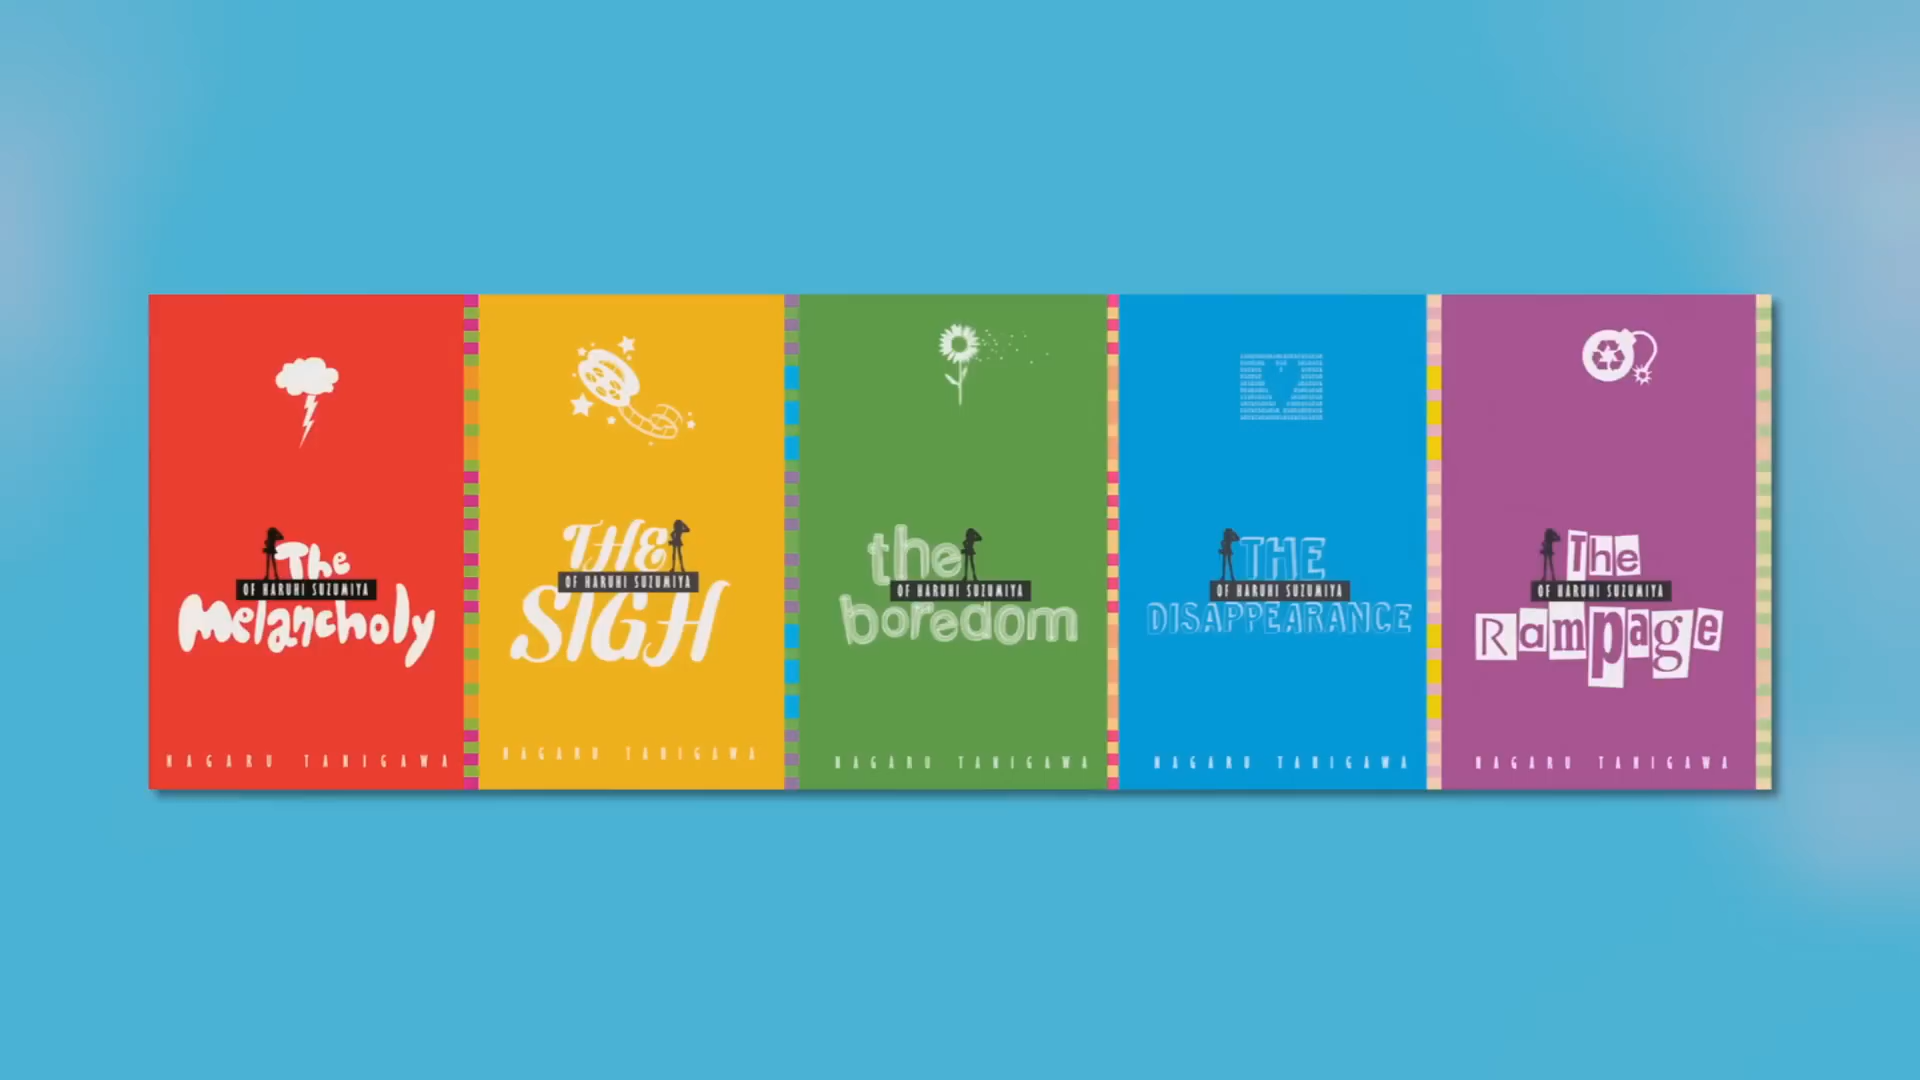 The
OF HARUHI SUZUMIYA
Melancholy
NAGARU TANIGAWA
THE
OF HARUHI SUZUMIYA
SIGH
NAGARU TANIGAWA
the
OF HARUHI SUZUMIYA
boredom
NAGARU TANIGAWA
THE
OF HARUHI SUZUMIYA
DISAPPEARANCE
NAGARU TANIGAWA
The
OF HARUHI SUZUMIYA
Rampage
NAGARU TANIGAWA